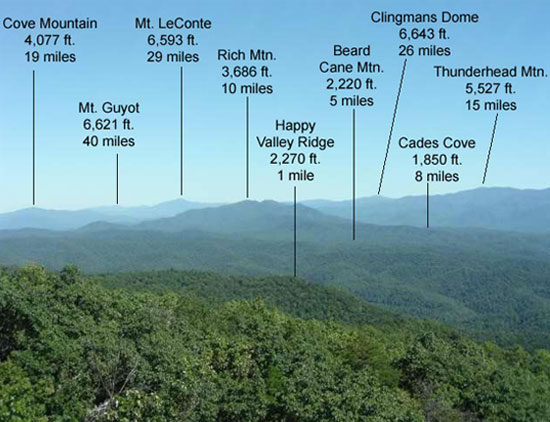 Cove Mountain
4,077 ft.
19 miles
Mt. Guyot
6,621 ft.
40 miles
Mt. LeConte
6,593 ft.
29 miles
Rich Mtn.
3,686 ft.
10 miles
Happy
Valley Ridge
2,270 ft.
1 mile
Beard
Cane Mtn.
2,220 ft.
5 miles
Clingmans Dome
6,643 ft.
26 miles
Cades Cove
1,850 ft.
8 miles
Thunderhead Mtn.
5,527 ft.
15 miles